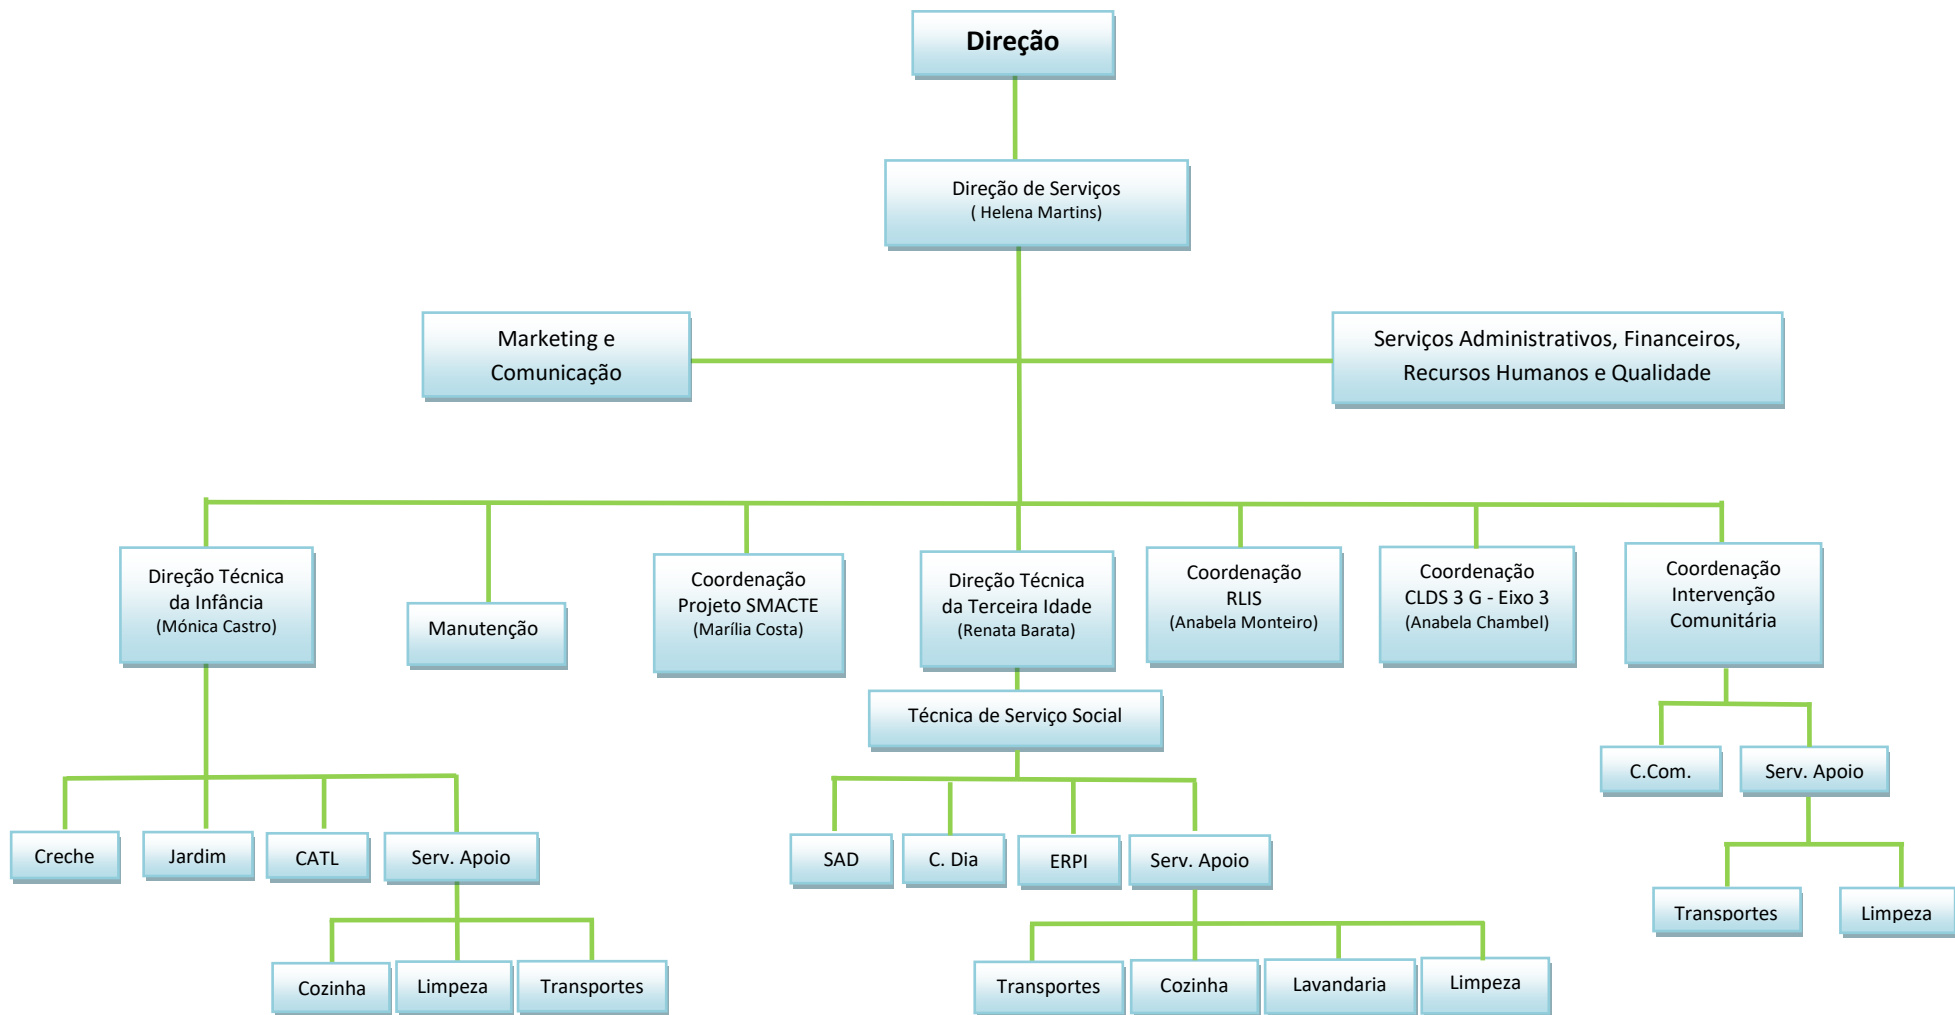 Direção
Direção de Serviços
( Helena Martins)
Marketing e
Comunicação
Serviços Administrativos, Financeiros,
Recursos Humanos e Qualidade
Direção Técnica
da Infância
(Mónica Castro)
Manutenção
Coordenação
Projeto SMACTE
(Marília Costa)
Direção Técnica
da Terceira Idade
(Renata Barata)
Coordenação
RLIS
(Anabela Monteiro)
Coordenação
CLDS 3 G - Eixo 3
(Anabela Chambel)
Coordenação
Intervenção
Comunitária
Técnica de Serviço Social
C.Com.
Serv. Apoio
Creche
Jardim
CATL
Serv. Apoio
SAD
C. Dia
ERPI
Serv. Apoio
Transportes
Limpeza
Cozinha
Limpeza
Transportes
Transportes
Cozinha
Lavandaria
Limpeza